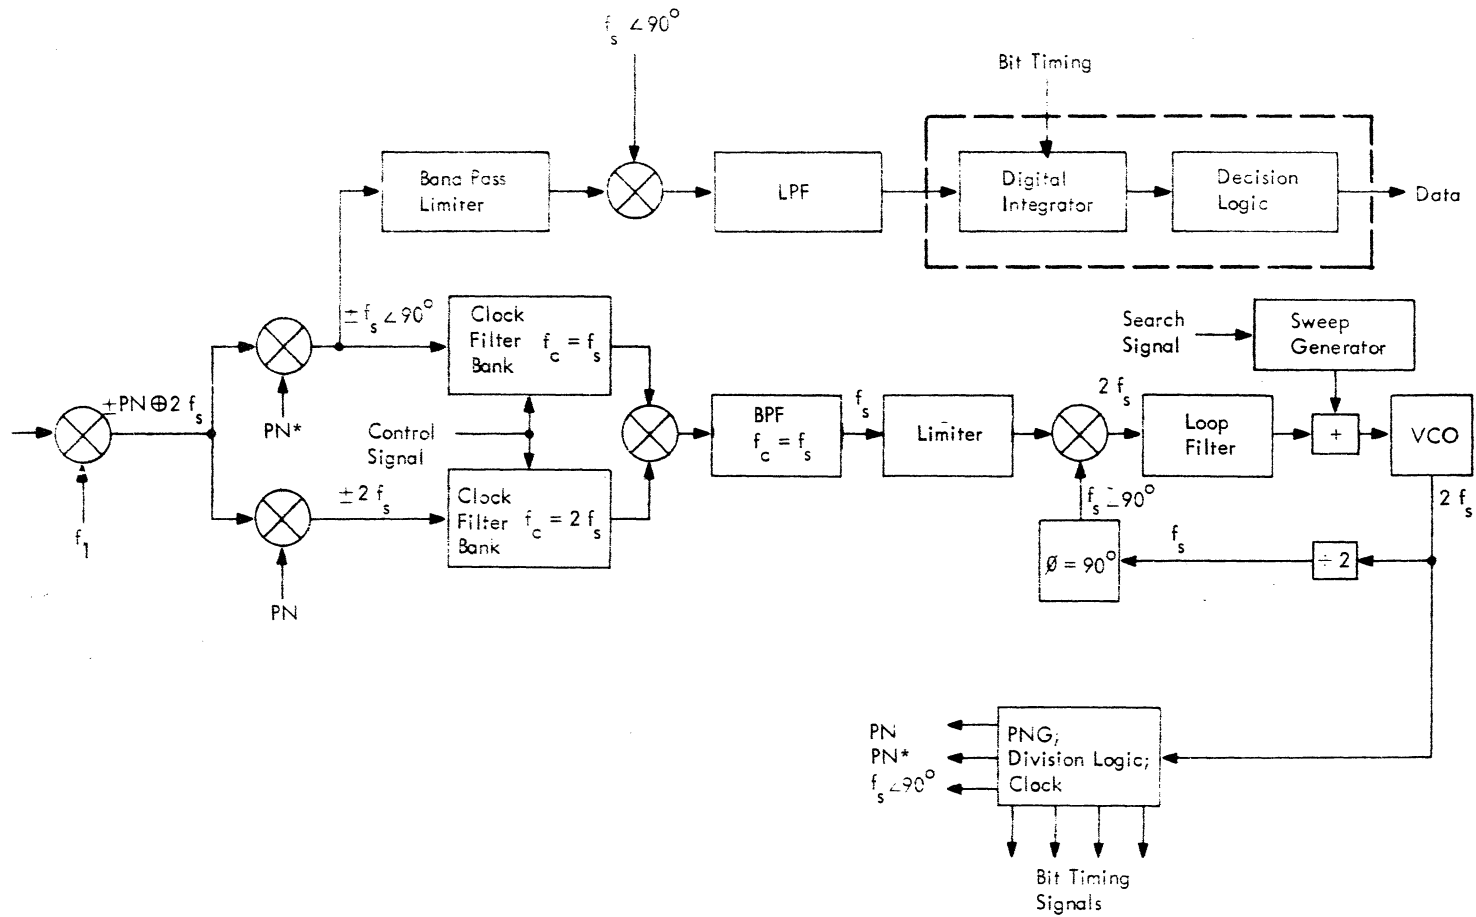 f_s ∠90°
Bit Timing
Band Pass
Limiter
LPF
Digital
Integrator
Decision
Logic
Data
±f_s ∠90°
Clock
Filter
Bank
f_c = f_s
Search
Signal
Sweep
Generator
±PN⊕2 f_s
PN*
Control
Signal
BPF
f_c = f_s
f_s
Limiter
2 f_s
Loop
Filter
+
VCO
f_1
±2 f_s
Clock
Filter
Bank
f_c = 2 f_s
f_s ∠90°
2 f_s
Ø = 90°
f_s
÷ 2
PN
PN
PN*
f_s ∠90°
PNG;
Division Logic;
Clock
Bit Timing
Signals